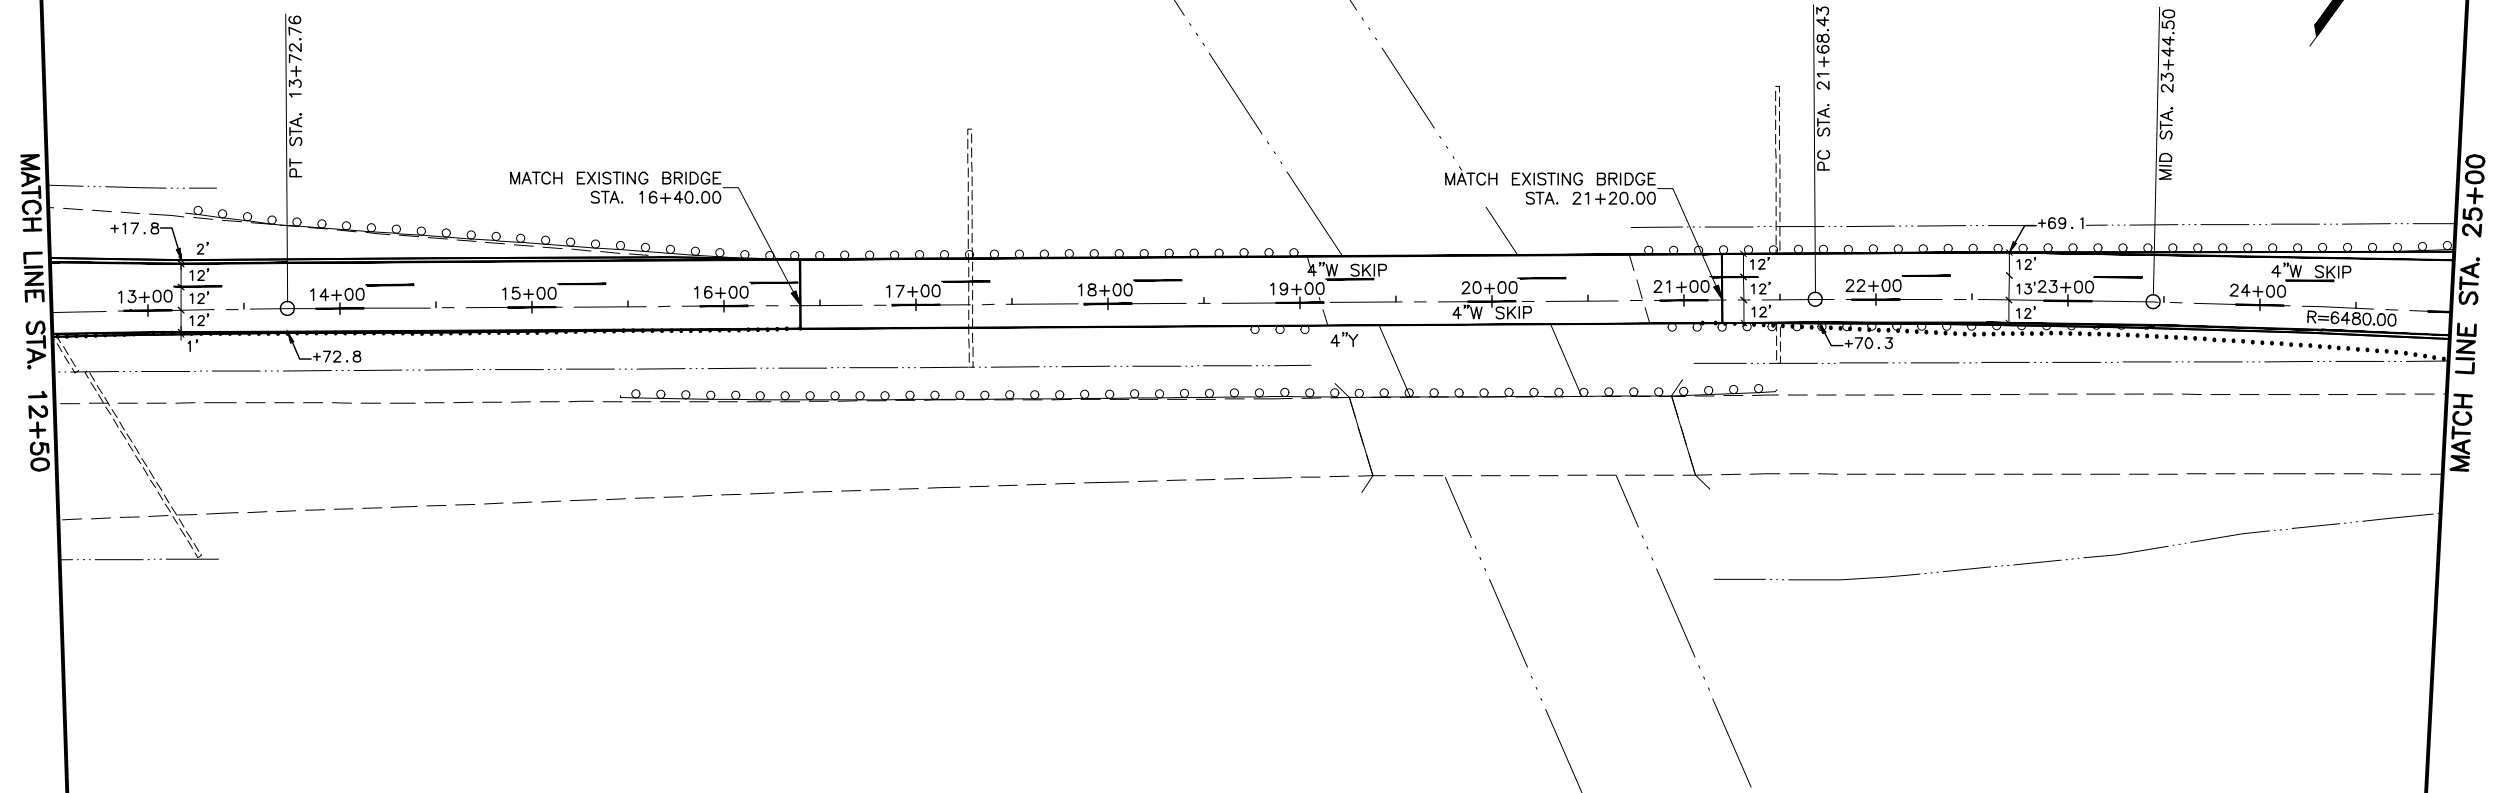 MATCH LINE STA. 12+50
PT STA. 13+72.76
MATCH EXISTING BRIDGE
STA. 16+40.00
MATCH EXISTING BRIDGE
STA. 21+20.00
PC STA. 21+68.43
MID STA. 23+44.50
MATCH LINE STA. 25+00
+17.8
2'
12'
12'
12'
1'
+72.8
13+00
14+00
15+00
16+00
17+00
18+00
19+00
20+00
21+00
22+00
23+00
24+00
4"W SKIP
4"W SKIP
4"Y
12'
12'
12'
+70.3
+69.1
12'
13'
12'
4"W SKIP
R=6480.00